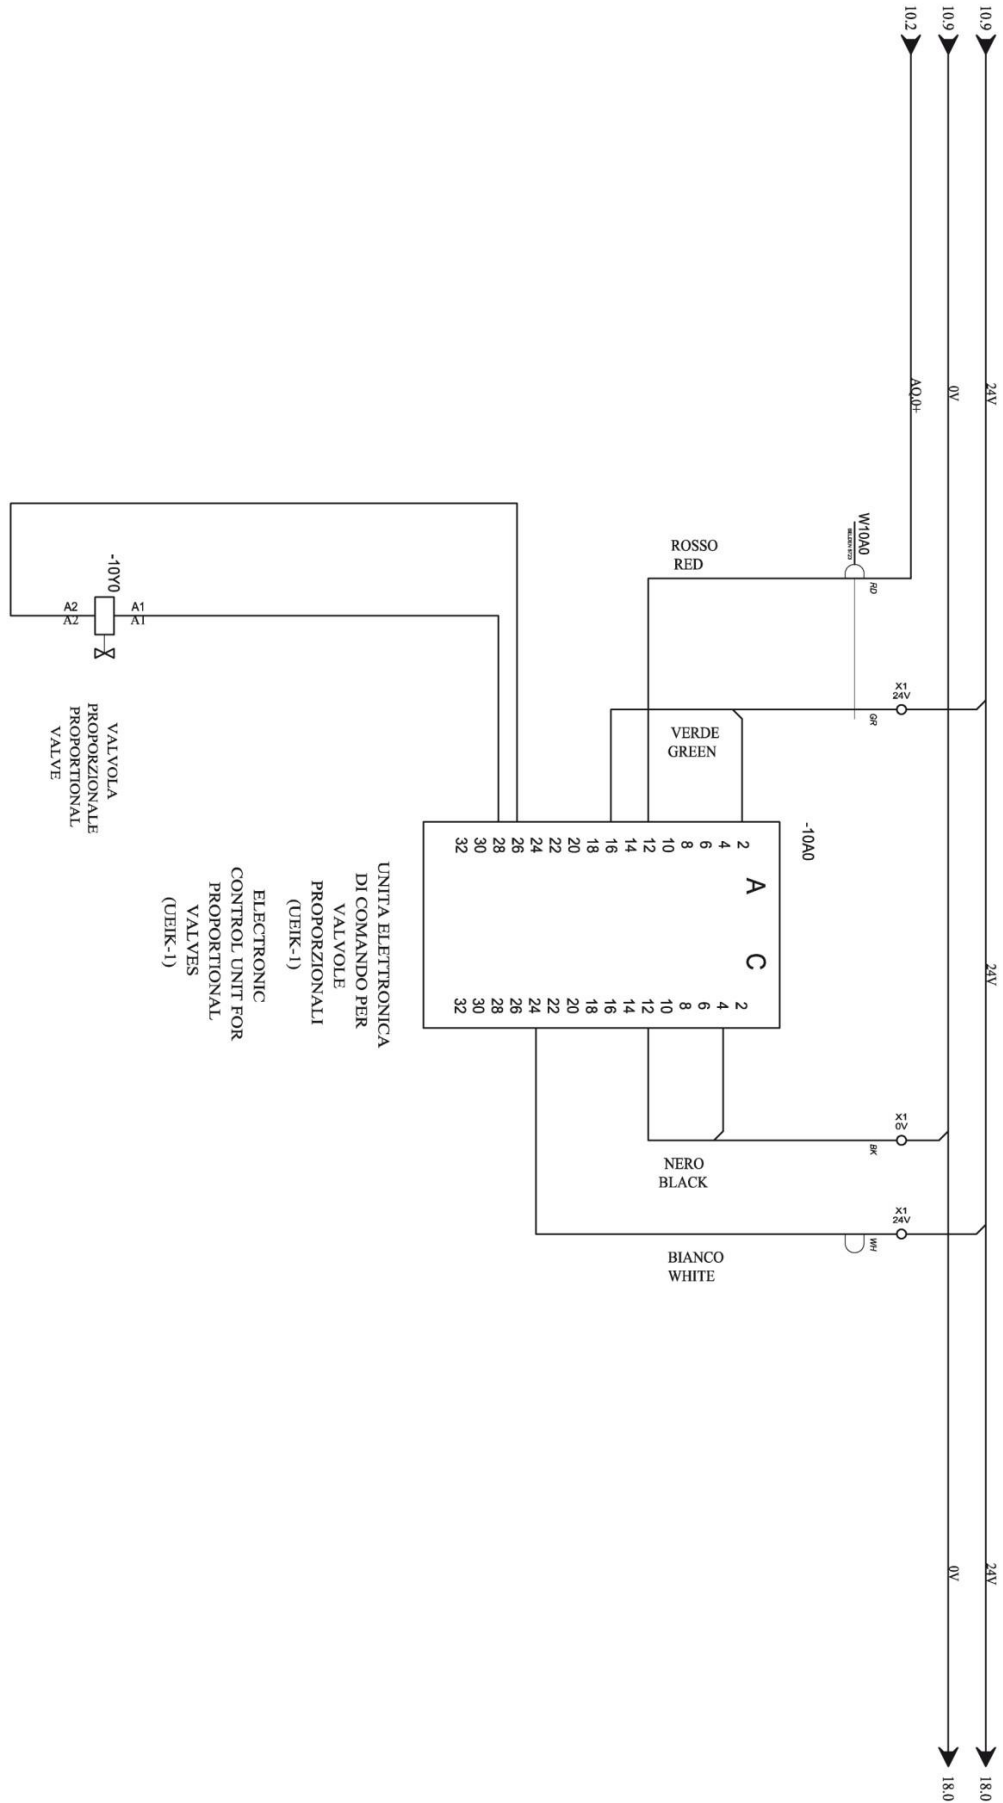 10.9
24V
24V
24V
18.0
10.9
0V
0V
18.0
10.2
AQ.0+
W10A0
BELDEN 9723
RD
X1
24V
GR
X1
0V
BK
X1
24V
WH
ROSSO
RED
VERDE
GREEN
NERO
BLACK
BIANCO
WHITE
-10A0
2
4
6
8
10
12
14
16
18
20
22
24
26
28
30
32
A
C
2
4
6
8
10
12
14
16
18
20
22
24
26
28
30
32
UNITA ELETTRONICA
DI COMANDO PER
VALVOLE
PROPORZIONALI
(UEIK-1)
ELECTRONIC
CONTROL UNIT FOR
PROPORTIONAL
VALVES
(UEIK-1)
-10Y0
A1
A1
A2
A2
VALVOLA
PROPORZIONALE
PROPORTIONAL
VALVE